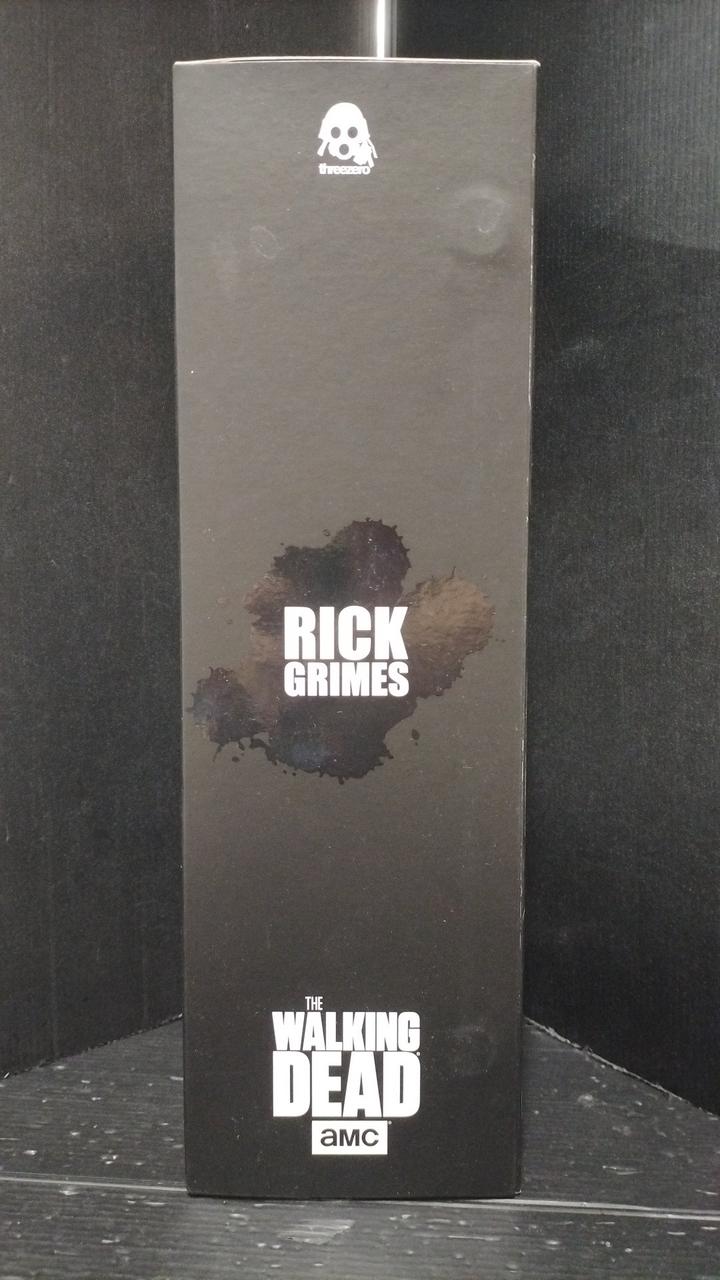 threezero
RICK
GRIMES
THE
WALKING
DEAD
aMC